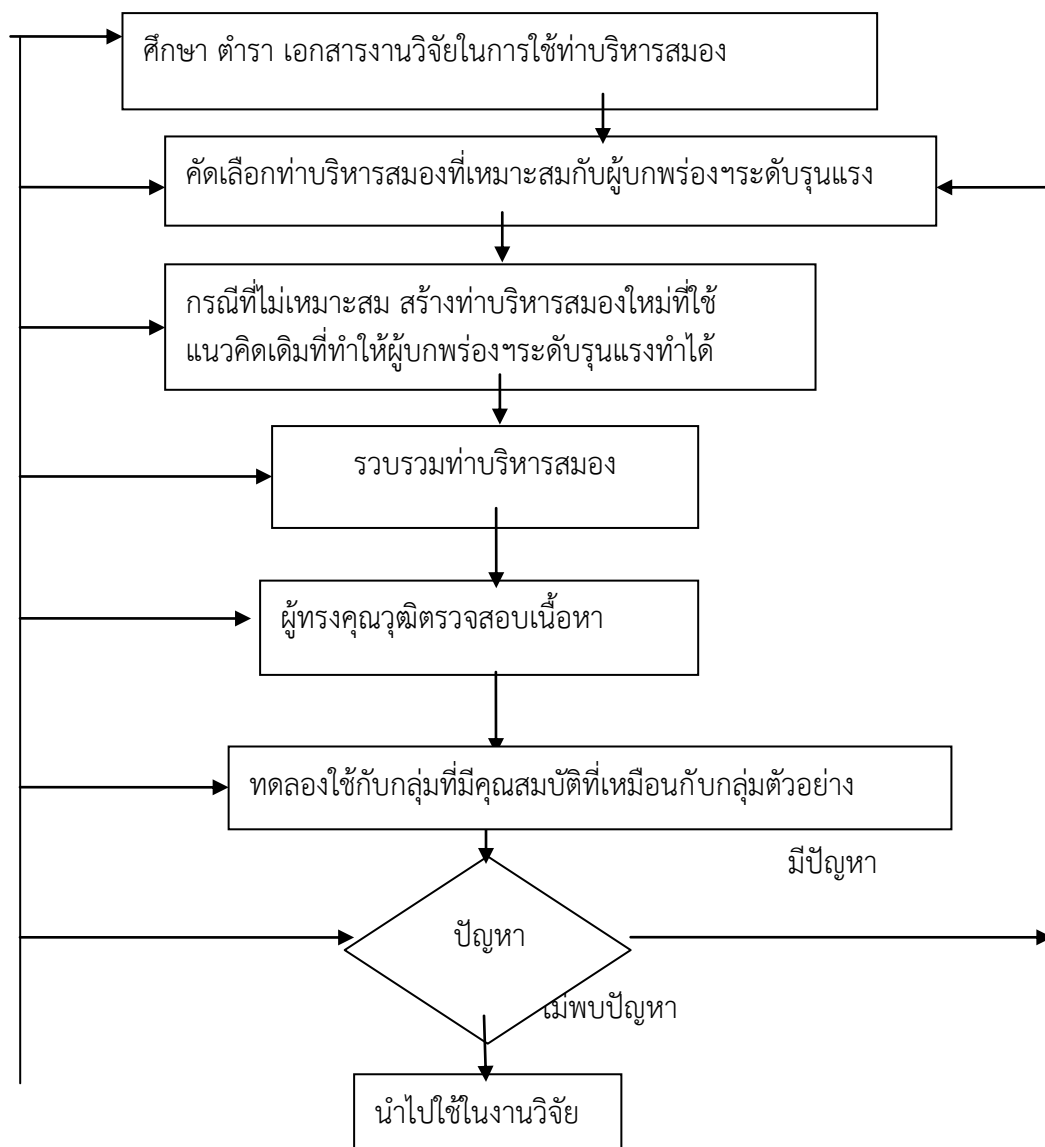 ศึกษา ตำรา เอกสารงานวิจัยในการใช้ท่าบริหารสมอง
คัดเลือกท่าบริหารสมองที่เหมาะสมกับผู้บกพร่องฯระดับรุนแรง
กรณีที่ไม่เหมาะสม สร้างท่าบริหารสมองใหม่ที่ใช้
แนวคิดเดิมที่ทำให้ผู้บกพร่องฯระดับรุนแรงทำได้
รวบรวมท่าบริหารสมอง
ผู้ทรงคุณวุฒิตรวจสอบเนื้อหา
ทดลองใช้กับกลุ่มที่มีคุณสมบัติที่เหมือนกับกลุ่มตัวอย่าง
มีปัญหา
ปัญหา
ไม่พบปัญหา
นำไปใช้ในงานวิจัย